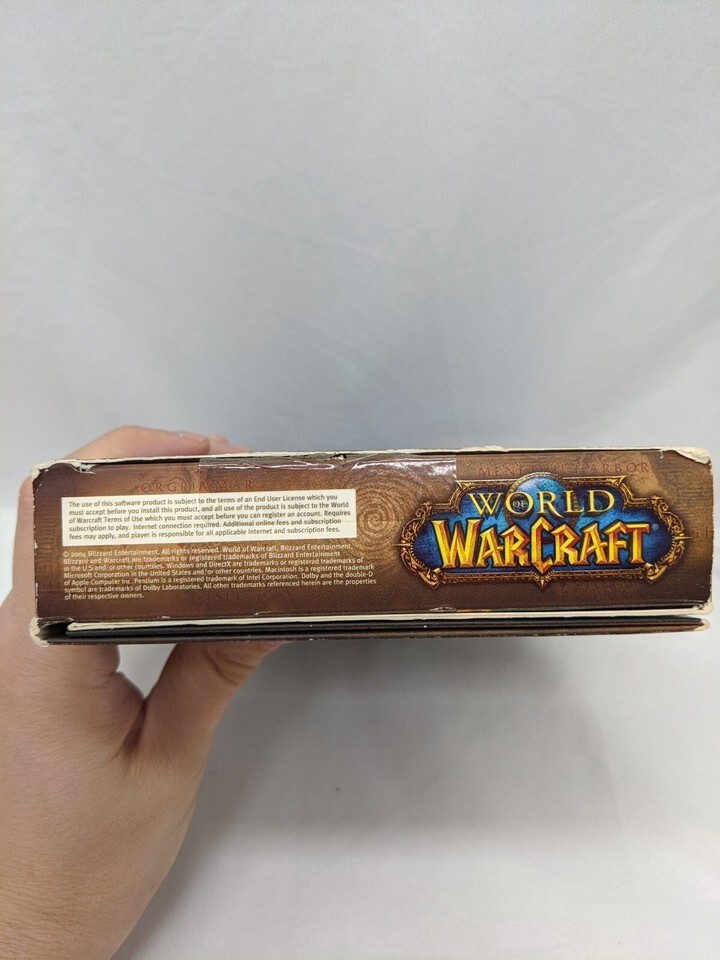 ORGRIMMAR
MENETHIL HARBOR
The use of this software product is subject to the terms of an End User License which you
must accept before you install this product, and all use of the product is subject to the World
of Warcraft Terms of Use which you must accept before you can register an account. Requires
subscription to play. Internet connection required. Additional online fees and subscription
fees may apply, and player is responsible for all applicable Internet and subscription fees.
© 2004 Blizzard Entertainment. All rights reserved. World of Warcraft, Blizzard Entertainment,
Blizzard and Warcraft are trademarks or registered trademarks of Blizzard Entertainment
in the U.S and/or other countries. Windows and DirectX are trademarks or registered trademarks of
Microsoft Corporation in the United States and/or other countries. Macintosh is a registered trademark
of Apple Computer Inc. Pentium is a registered trademark of Intel Corporation. Dolby and the double-D
symbol are trademarks of Dolby Laboratories. All other trademarks referenced herein are the properties
of their respective owners.
WORLD
OF
WARCRAFT®